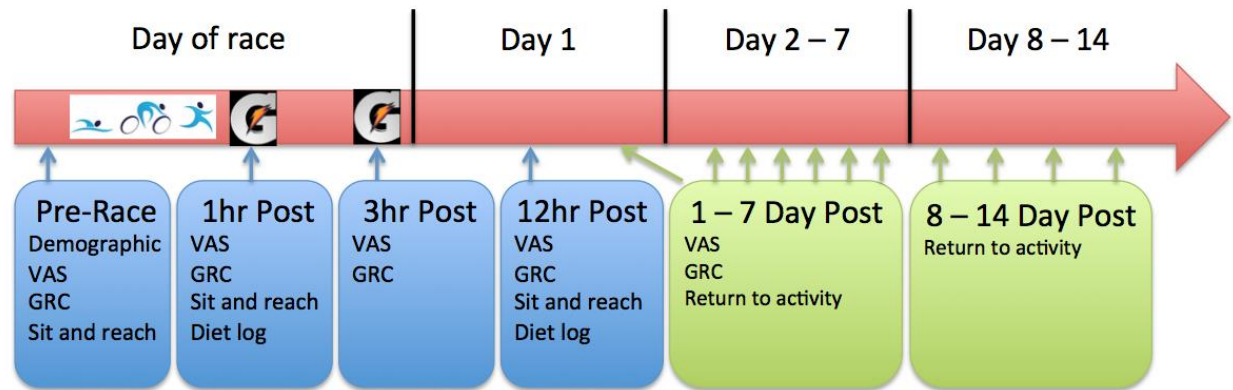 Day of race
Day 1
Day 2 – 7
Day 8 – 14
G
G
Pre-Race
Demographic
VAS
GRC
Sit and reach
1hr Post
VAS
GRC
Sit and reach
Diet log
3hr Post
VAS
GRC
12hr Post
VAS
GRC
Sit and reach
Diet log
1 – 7 Day Post
VAS
GRC
Return to activity
8 – 14 Day Post
Return to activity